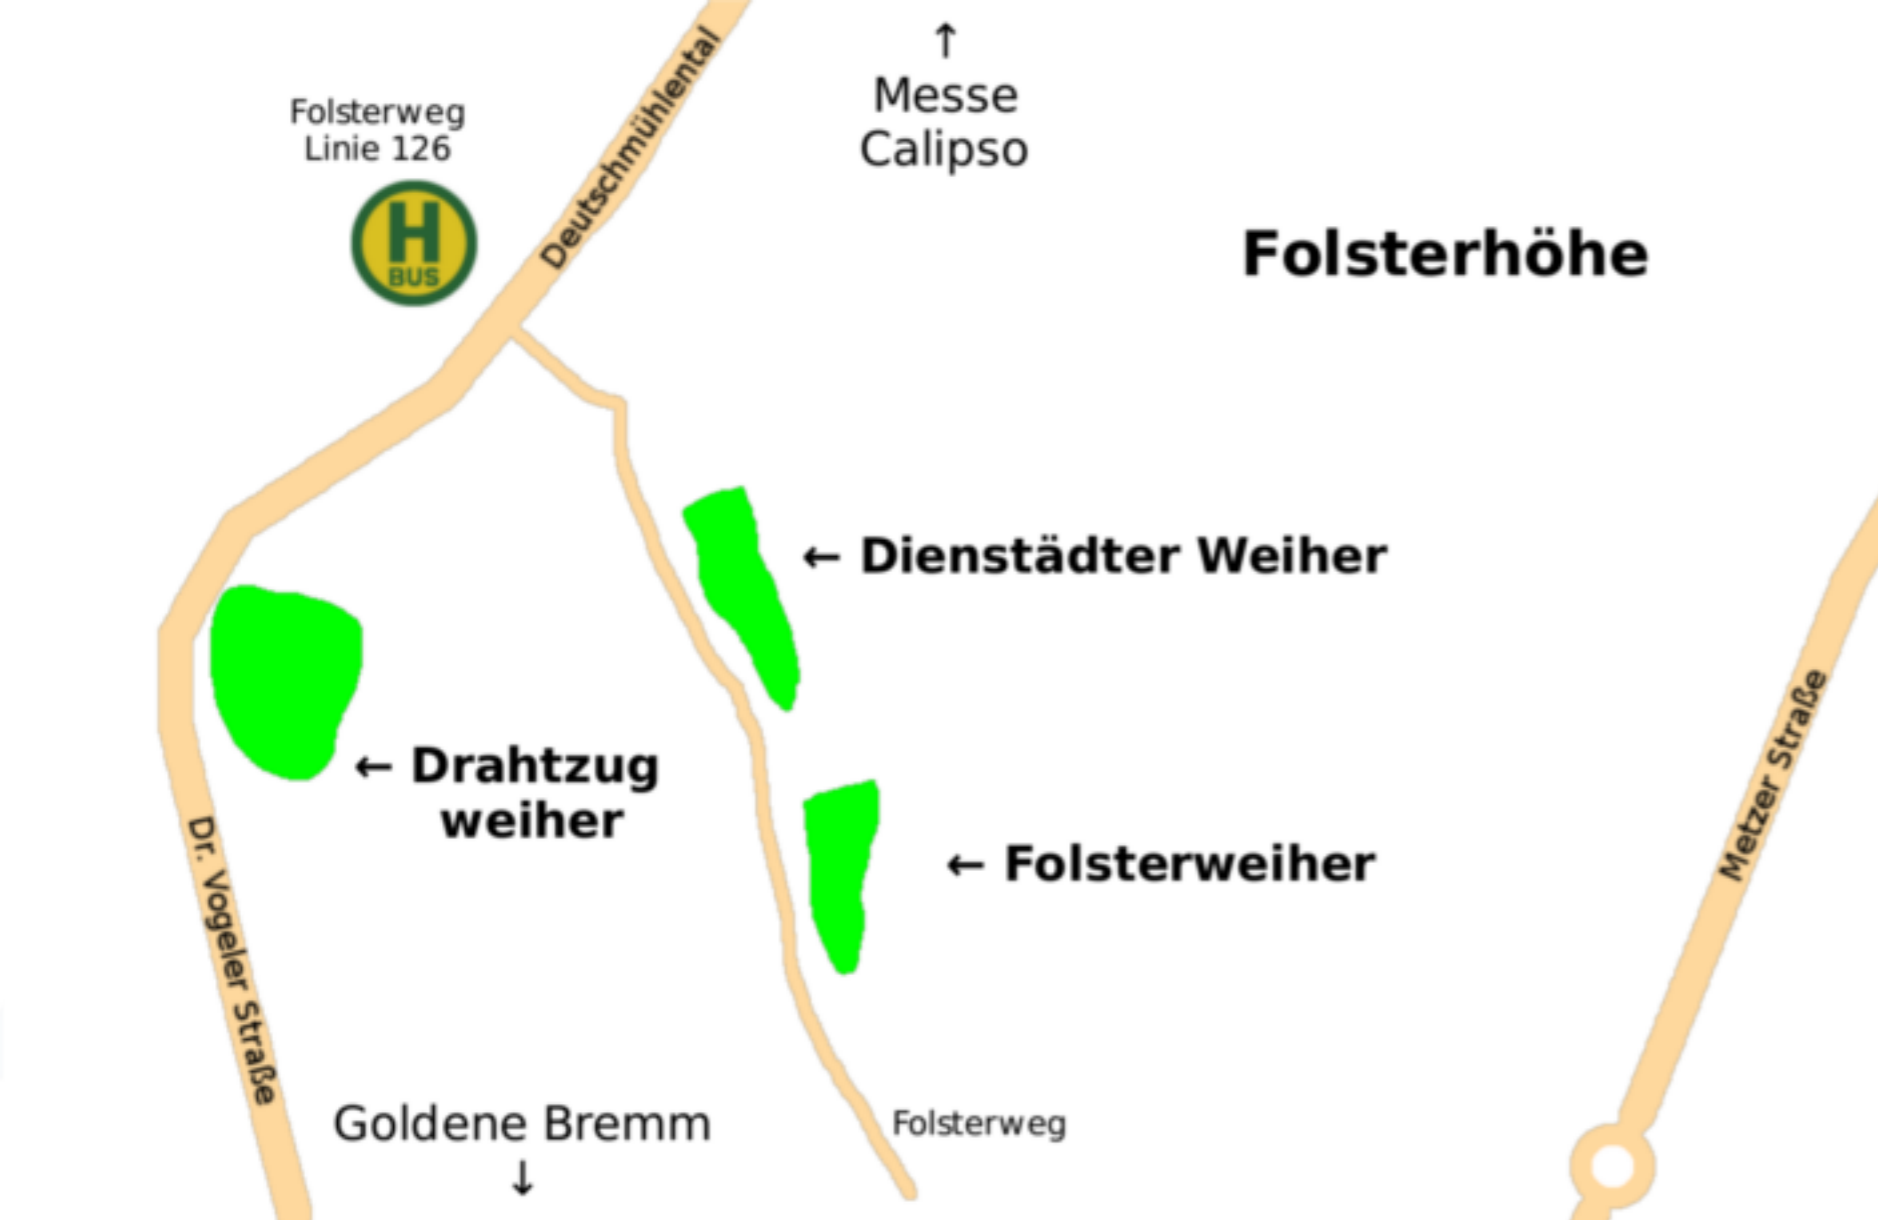 ↑
Messe
Calipso
Deutschmühlental
Folsterweg
Linie 126
H
BUS
Folsterhöhe
← Dienstädter Weiher
← Drahtzug
weiher
Metzer Straße
← Folsterweiher
Dr. Vogeler Straße
Goldene Bremm
↓
Folsterweg